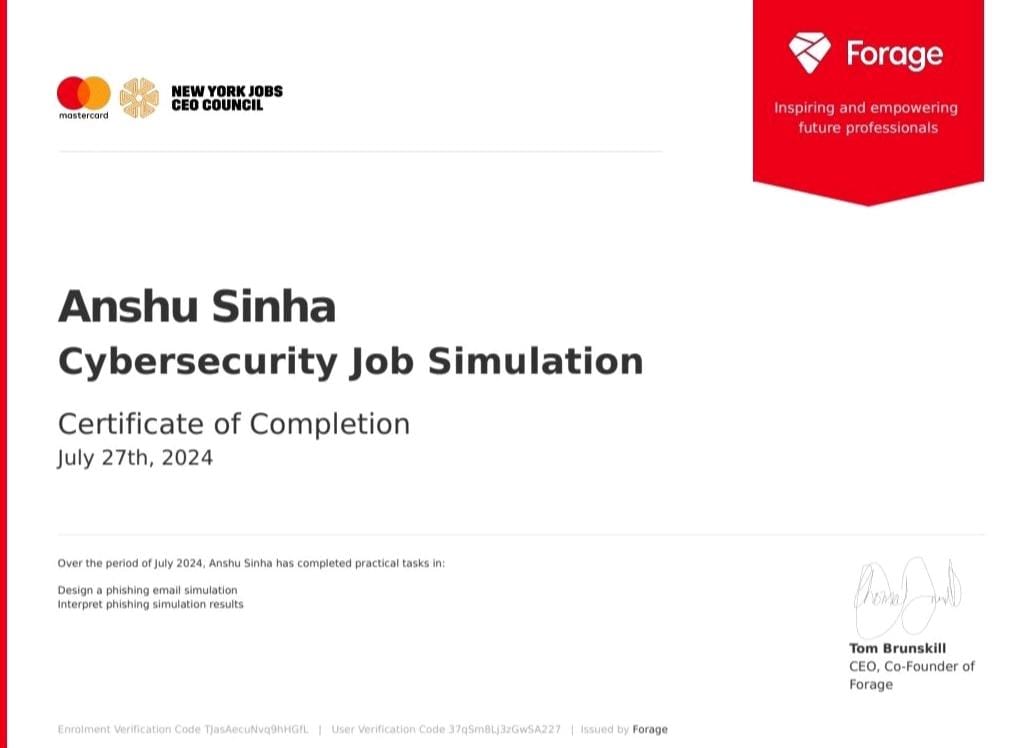 mastercard
NEW YORK JOBS
CEO COUNCIL
Forage
Inspiring and empowering
future professionals
Anshu Sinha
Cybersecurity Job Simulation
Certificate of Completion
July 27th, 2024
Over the period of July 2024, Anshu Sinha has completed practical tasks in:
Design a phishing email simulation
Interpret phishing simulation results
Tom Brunskill
CEO, Co-Founder of
Forage
Enrolment Verification Code TJasAecuNvq9hHGfL | User Verification Code 37qSm8Lj3zGwSA227 | Issued by Forage